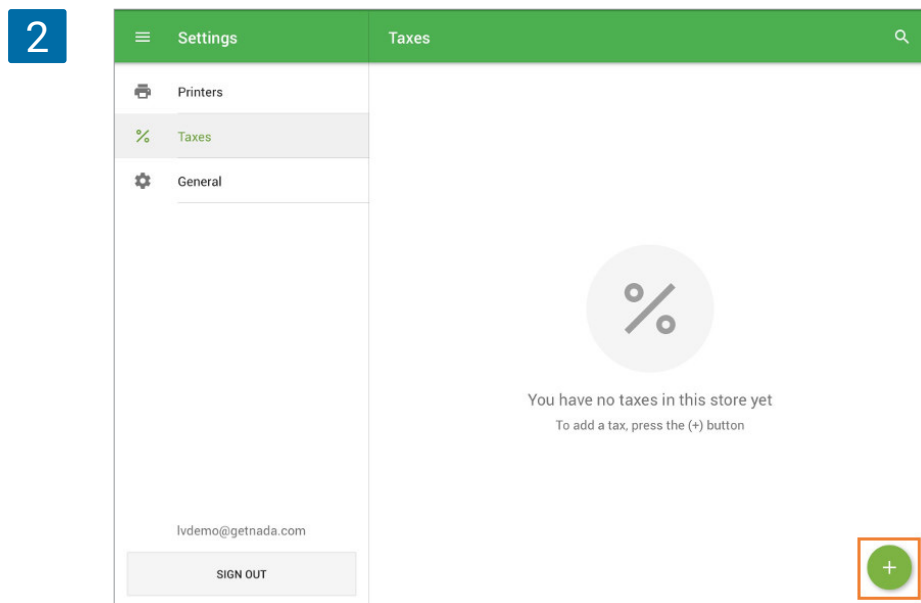 2
Settings
Taxes
Printers
Taxes
General
You have no taxes in this store yet
To add a tax, press the (+) button
lvdemo@getnada.com
SIGN OUT